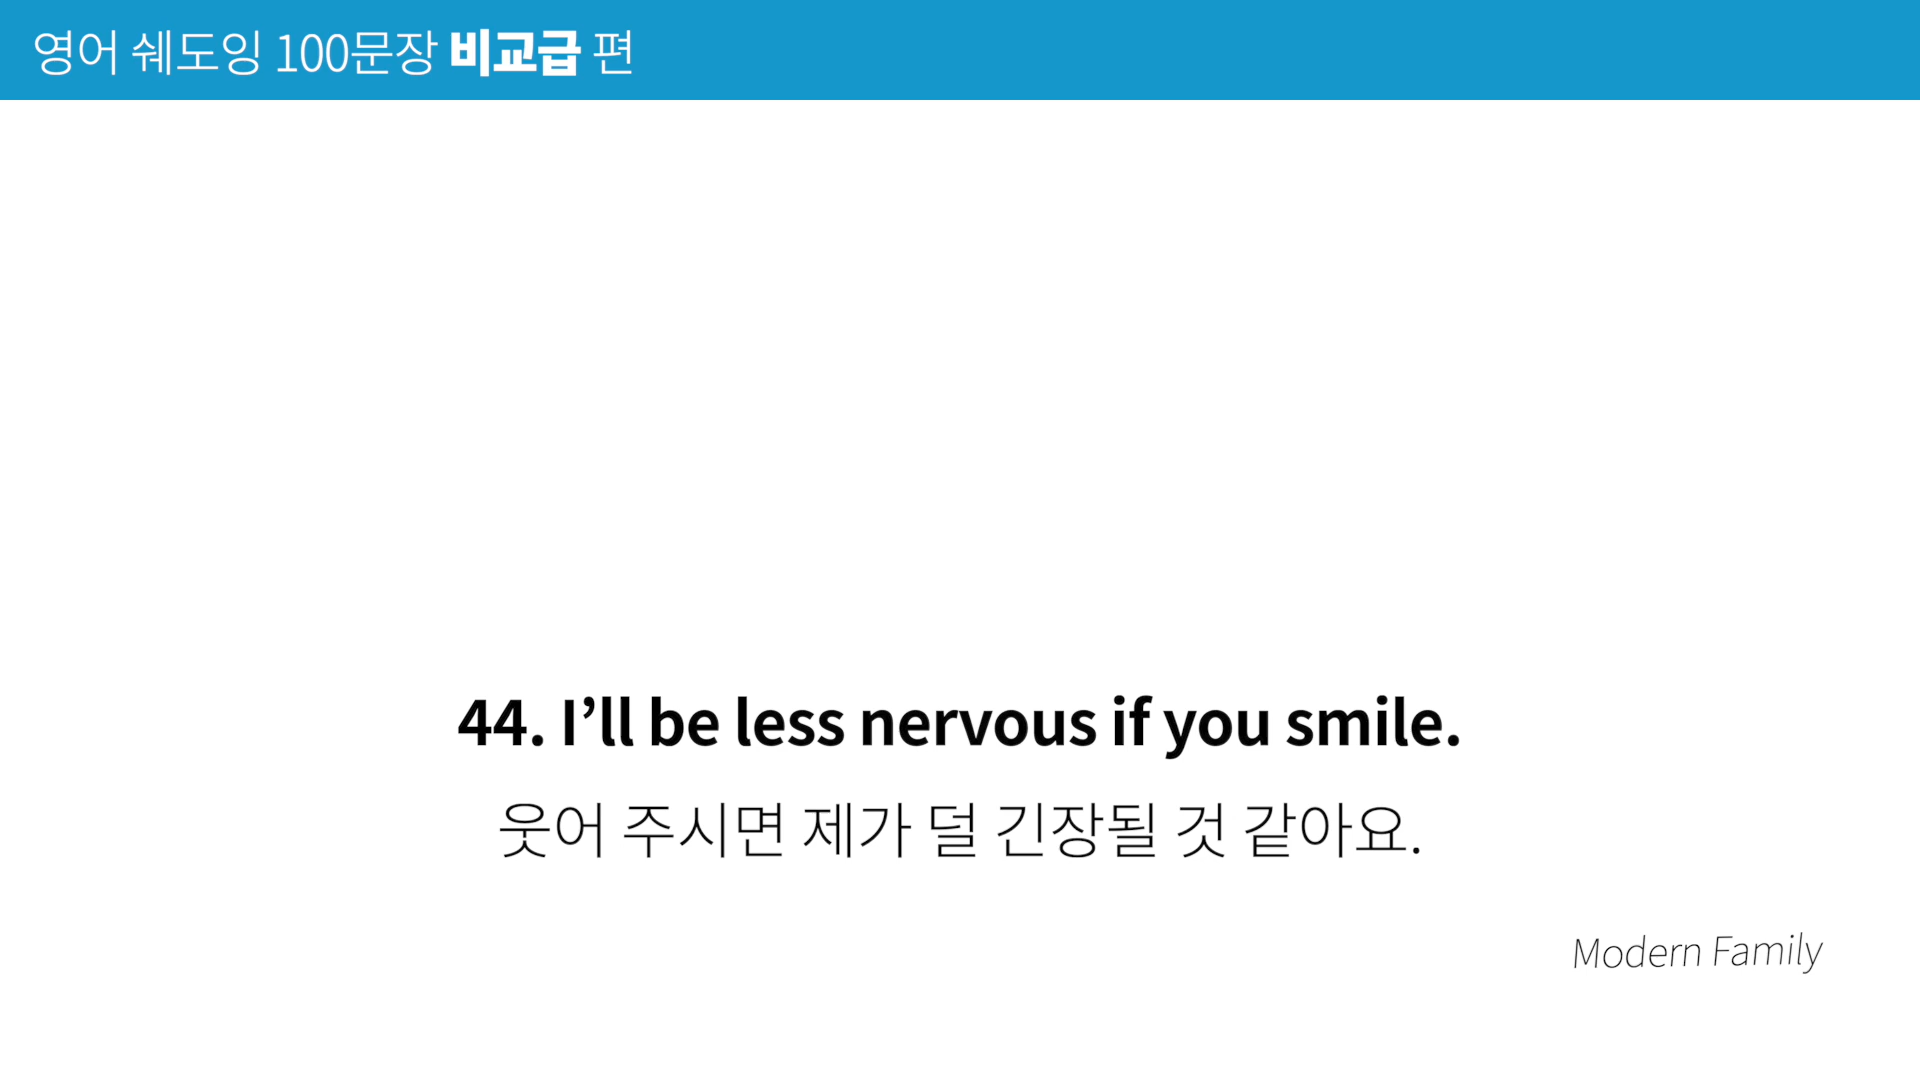 영어 쉐도잉 100문장 비교급 편
44. I’ll be less nervous if you smile.
웃어 주시면 제가 덜 긴장될 것 같아요.
Modern Family